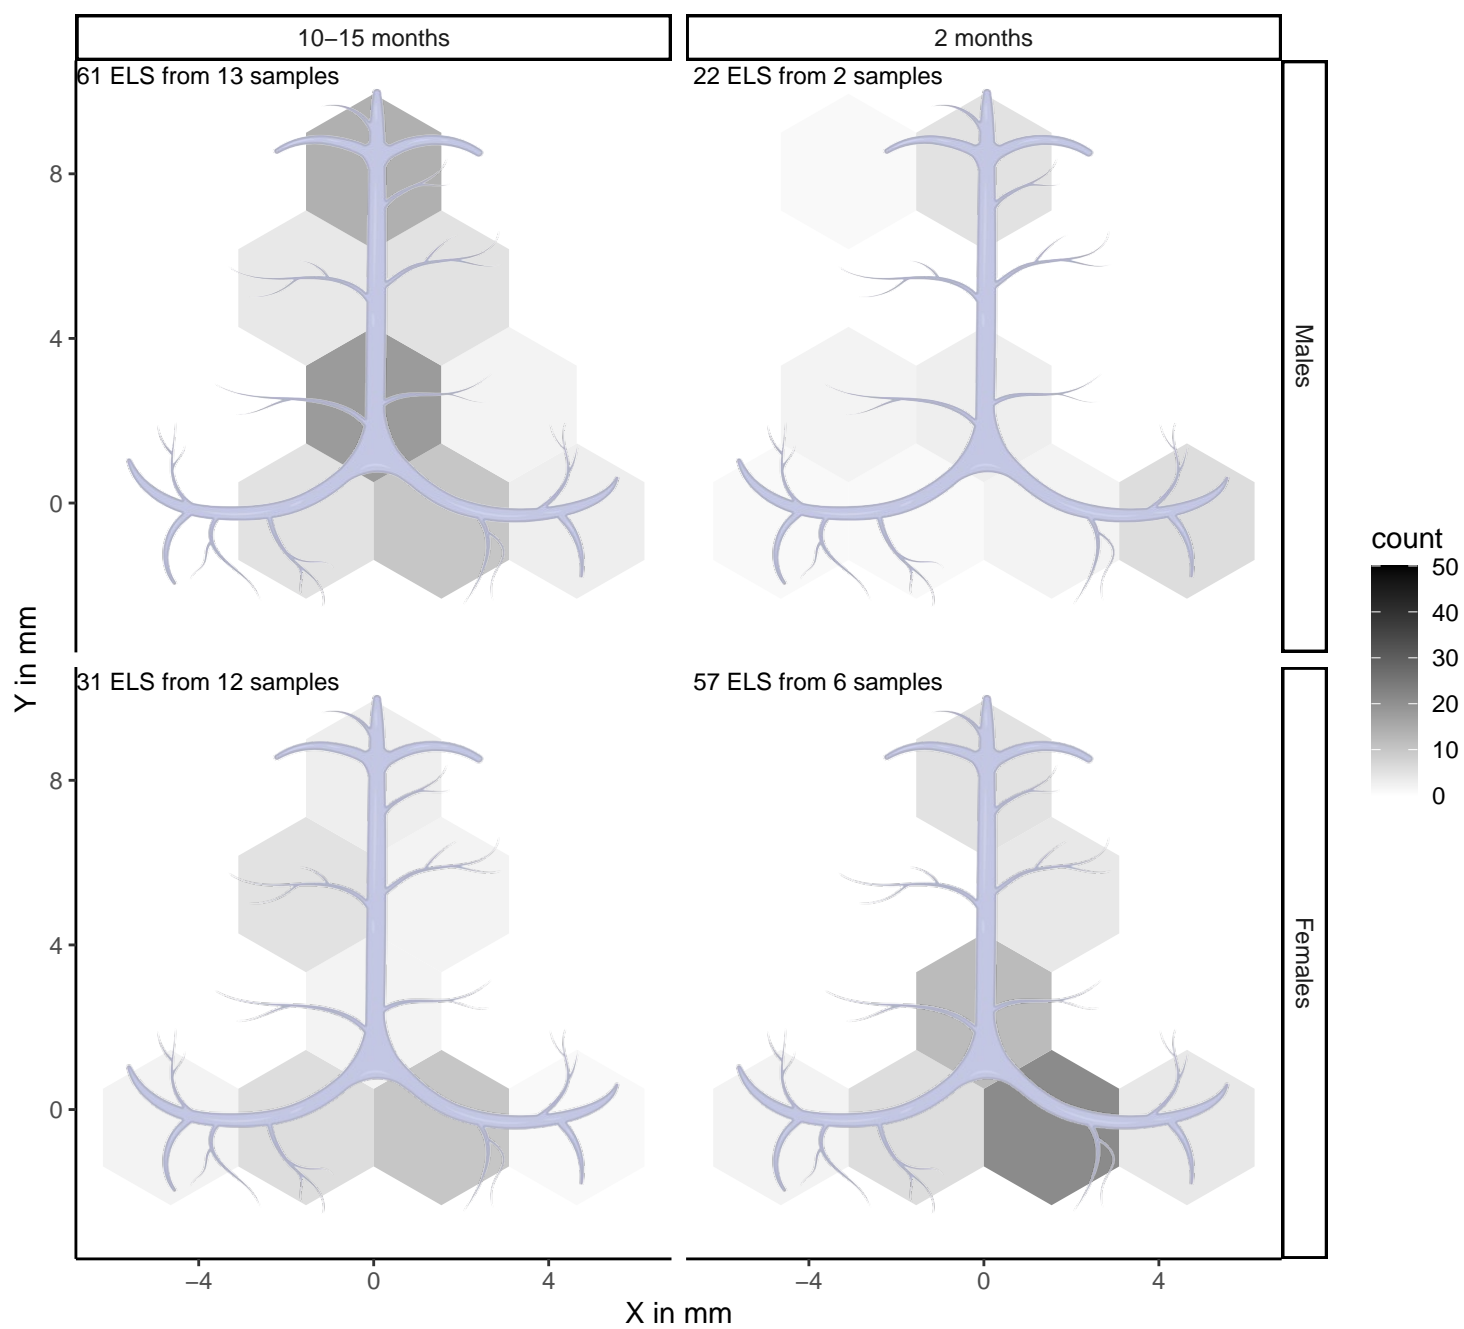 10−15 months
2 months
61 ELS from 13 samples
22 ELS from 2 samples
Males
8
4
0
Y in mm
31 ELS from 12 samples
57 ELS from 6 samples
Females
8
4
0
−4
0
4
−4
0
4
X in mm
count
50
40
30
20
10
0